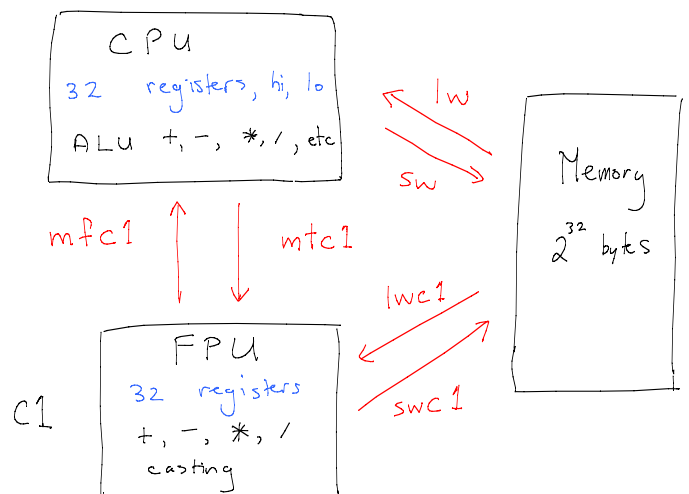 CPU
32 registers, hi, lo
ALU +, -, *, /, etc
lw
sw
Memory
2^32 bytes
mfc1
mtc1
lwc1
swc1
C1
FPU
32 registers
+, -, *, /
casting